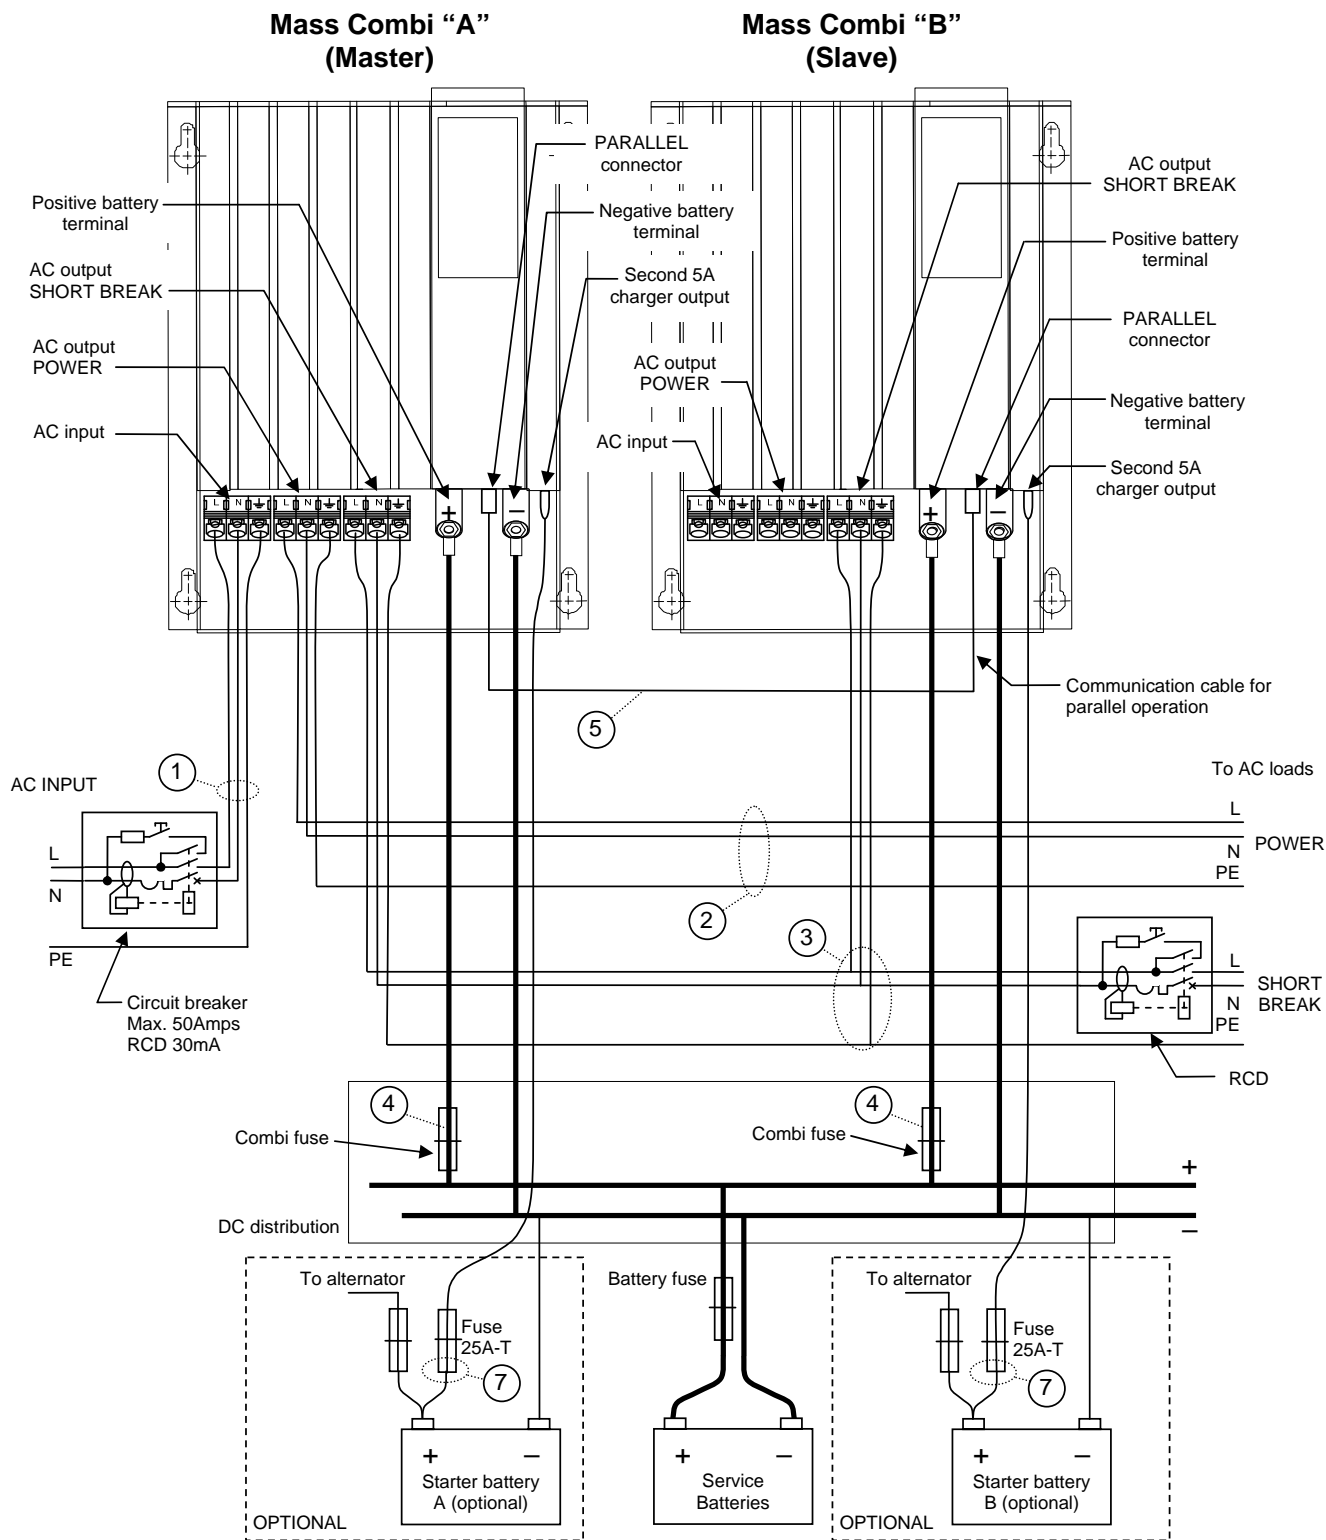 Mass Combi “A”
(Master)
Mass Combi “B”
(Slave)
PARALLEL
connector
AC output
SHORT BREAK
Positive battery
terminal
Negative battery
terminal
Positive battery
terminal
AC output
SHORT BREAK
Second 5A
charger output
PARALLEL
connector
AC output
POWER
AC output
POWER
Negative battery
terminal
AC input
AC input
Second 5A
charger output
L N L N L N + −
L N L N L N + −
Communication cable for
parallel operation
5
1
AC INPUT
To AC loads
L
POWER
N
PE
L
N
2
3
PE
L
SHORT
BREAK
N
PE
Circuit breaker
Max. 50Amps
RCD 30mA
RCD
4
4
Combi fuse
Combi fuse
+
DC distribution
−
To alternator
Battery fuse
To alternator
Fuse
25A-T
Fuse
25A-T
7
7
+ −
Starter battery
A (optional)
+ −
Service
Batteries
+ −
Starter battery
B (optional)
OPTIONAL
OPTIONAL